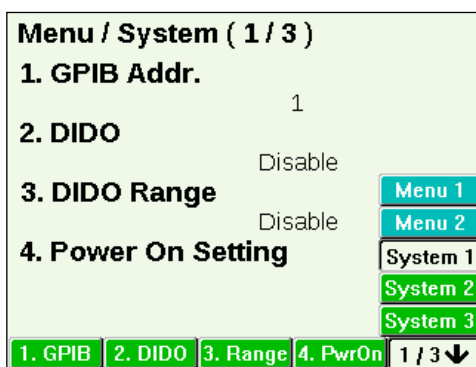 Menu / System ( 1 / 3 )
1. GPIB Addr.
1
2. DIDO
Disable
3. DIDO Range
Disable
4. Power On Setting
Menu 1
Menu 2
System 1
System 2
System 3
1. GPIB 2. DIDO 3. Range 4. PwrOn 1 / 3